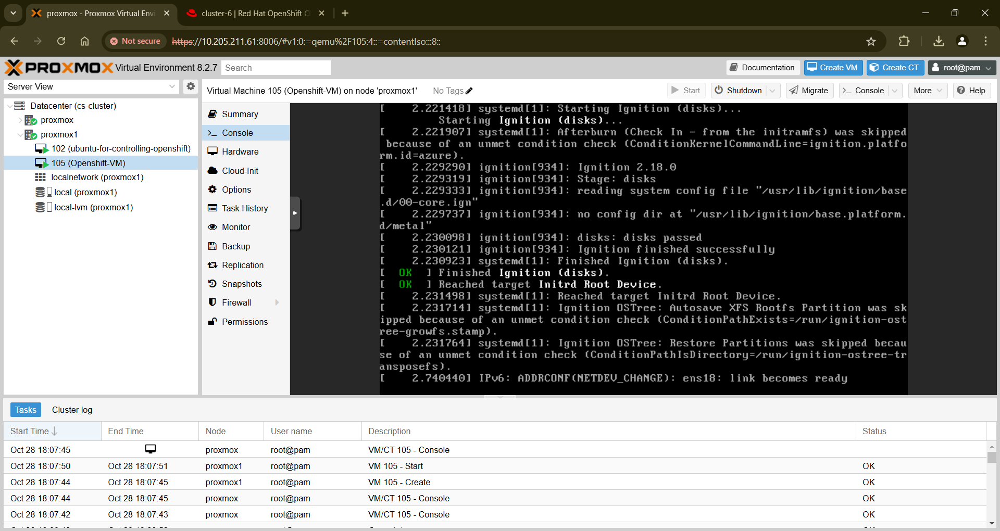 proxmox - Proxmox Virtual Envi
cluster-6 | Red Hat OpenShift C
Not secure
https://10.205.211.61:8006/#v1:0:=qemu%2F105:4::=contentIso:::8::
PROXMOX Virtual Environment 8.2.7
Search
Documentation
Create VM
Create CT
root@pam
Server View
Virtual Machine 105 (Openshift-VM) on node 'proxmox1'
No Tags
Start
Shutdown
Migrate
Console
More
Help
Datacenter (cs-cluster)
proxmox
proxmox1
102 (ubuntu-for-controlling-openshift)
105 (Openshift-VM)
localnetwork (proxmox1)
local (proxmox1)
local-lvm (proxmox1)
Summary
Console
Hardware
Cloud-Init
Options
Task History
Monitor
Backup
Replication
Snapshots
Firewall
Permissions
[    2.221418] systemd[1]: Starting Ignition (disks)...
Starting Ignition (disks)...
[    2.221907] systemd[1]: Afterburn (Check In - from the initramfs) was skipped
because of an unmet condition check (ConditionKernelCommandLine=ignition.platfo
rm.id=azure).
[    2.229290] ignition[934]: Ignition 2.18.0
[    2.229319] ignition[934]: Stage: disks
[    2.229333] ignition[934]: reading system config file "/usr/lib/ignition/base
.d/00-core.ign"
[    2.229737] ignition[934]: no config dir at "/usr/lib/ignition/base.platform.
d/metal"
[    2.230098] ignition[934]: disks: disks passed
[    2.230121] ignition[934]: Ignition finished successfully
[    2.230923] systemd[1]: Finished Ignition (disks).
[  OK  ] Finished Ignition (disks).
[  OK  ] Reached target Initrd Root Device.
[    2.231498] systemd[1]: Reached target Initrd Root Device.
[    2.231714] systemd[1]: Ignition OSTree: Autosave XFS Rootfs Partition was sk
ipped because of an unmet condition check (ConditionPathExists=/run/ignition-ost
ree-growfs.stamp).
[    2.231764] systemd[1]: Ignition OSTree: Restore Partitions was skipped becau
se of an unmet condition check (ConditionPathIsDirectory=/run/ignition-ostree-tr
ansposefs).
[    2.740440] IPv6: ADDRCONF(NETDEV_CHANGE): ens18: link becomes ready
Tasks
Cluster log
Start Time End Time Node User name Description Status
Oct 28 18:07:45 proxmox root@pam VM/CT 105 - Console
Oct 28 18:07:50 Oct 28 18:07:51 proxmox1 root@pam VM 105 - Start OK
Oct 28 18:07:44 Oct 28 18:07:45 proxmox1 root@pam VM 105 - Create OK
Oct 28 18:07:44 Oct 28 18:07:45 proxmox root@pam VM/CT 105 - Console OK
Oct 28 18:07:42 Oct 28 18:07:43 proxmox root@pam VM/CT 105 - Console OK